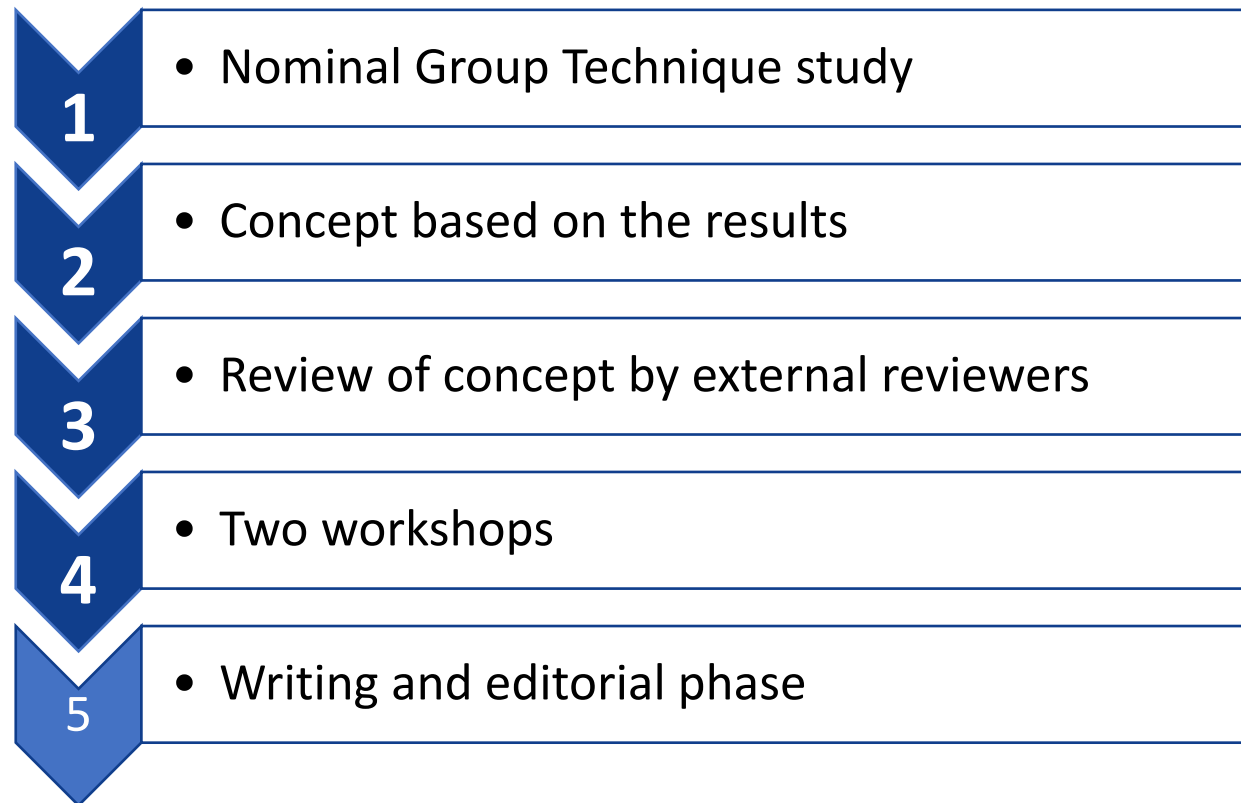 1
• Nominal Group Technique study
2
• Concept based on the results
3
• Review of concept by external reviewers
4
• Two workshops
5
• Writing and editorial phase